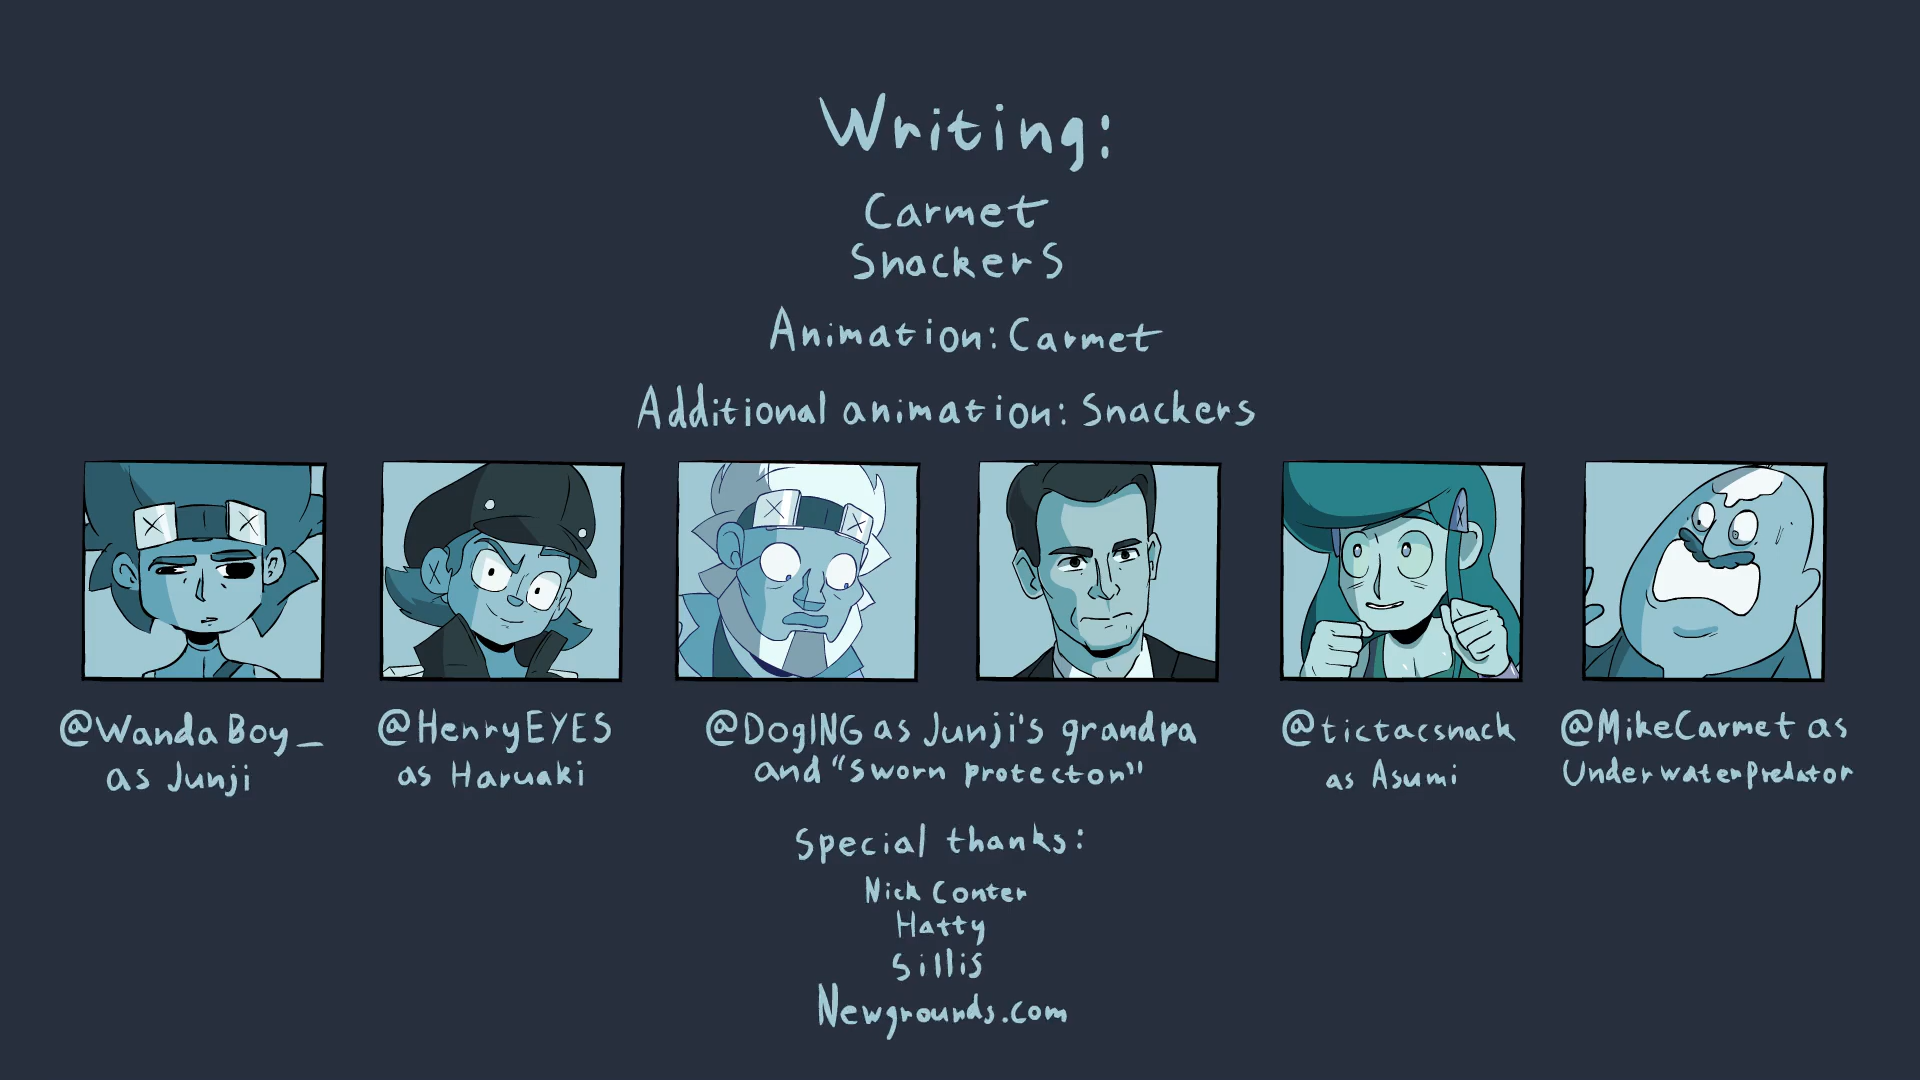 Writing:
Carmet
SnackerS
Animation: Carmet
Additional animation: Snackers
@WandaBoy_
as Junji
@HenryEYES
as Haruaki
@DogING as Junji's grandpa
and "Sworn protector"
@tictacsnack
as Asumi
@MikeCarmet as
Underwaterpredator
Special thanks:
Nick Conter
Hatty
Sillis
Newgrounds.com